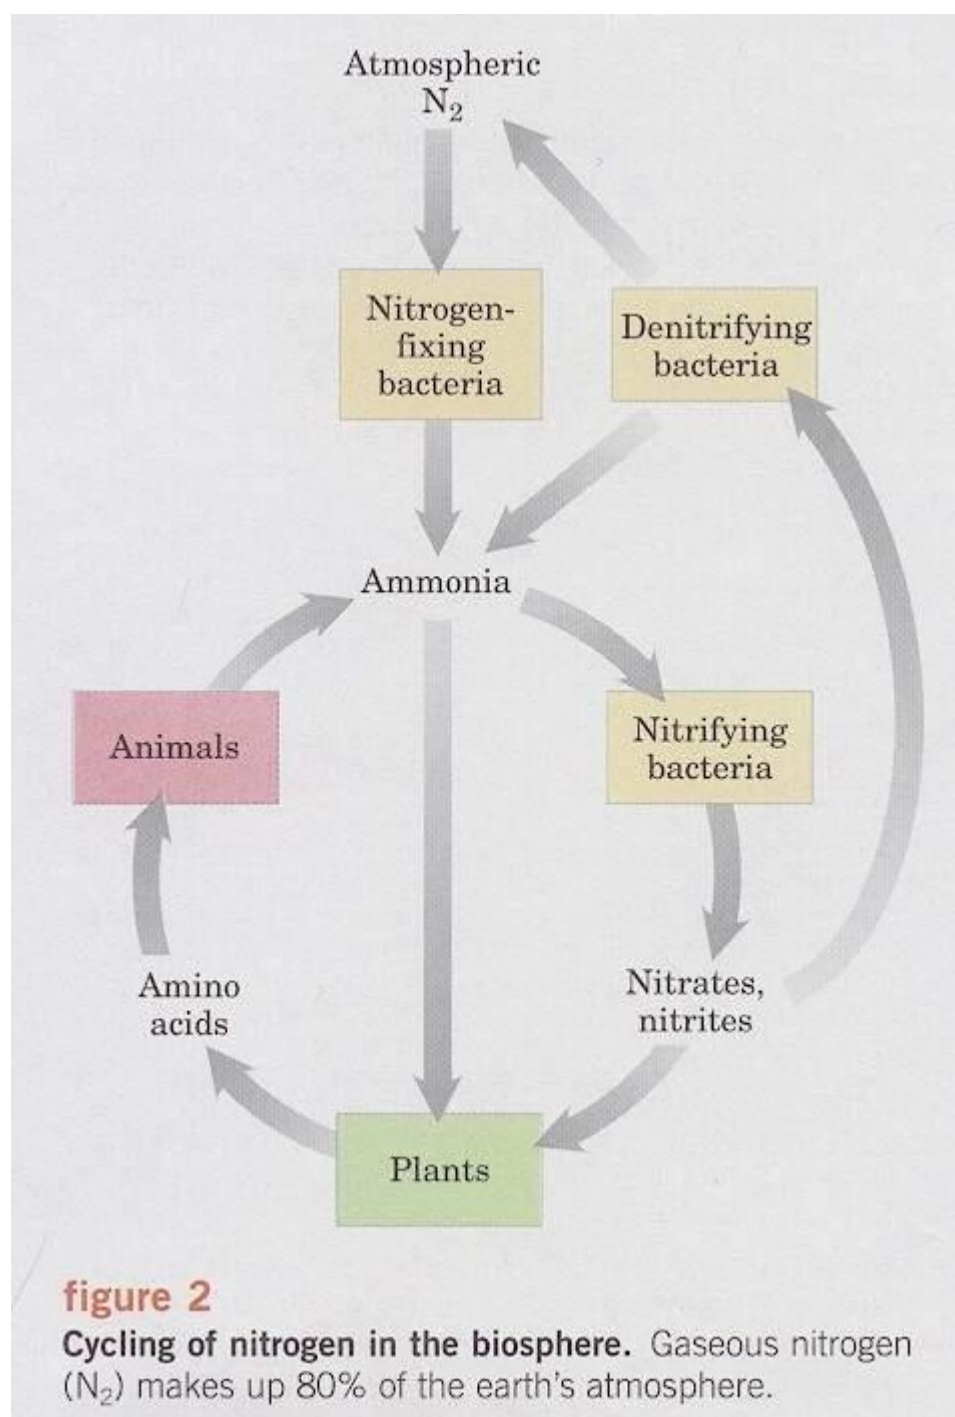 Atmospheric
N₂
Nitrogen-
fixing
bacteria
Denitrifying
bacteria
Ammonia
Animals
Nitrifying
bacteria
Amino
acids
Nitrates,
nitrites
Plants
figure 2
Cycling of nitrogen in the biosphere. Gaseous nitrogen
(N₂) makes up 80% of the earth's atmosphere.